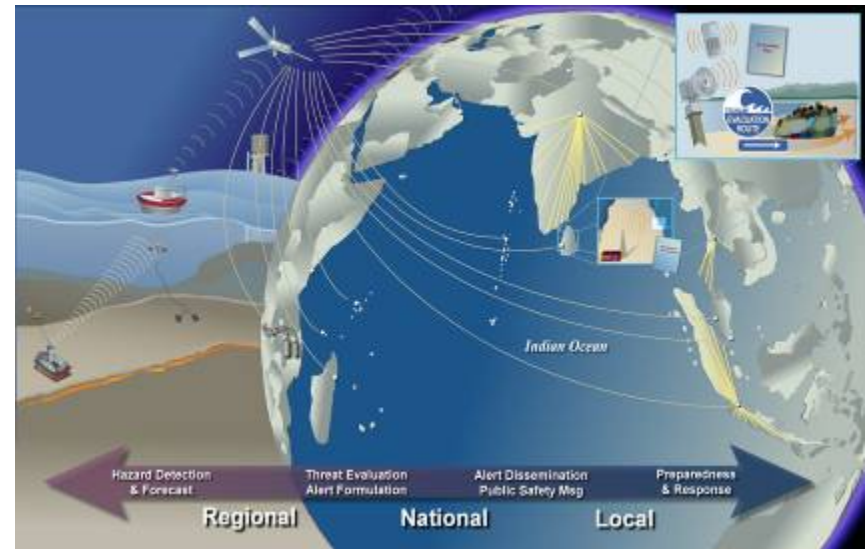 EVACUATION
ROUTE
Indian Ocean
Hazard Detection
& Forecast
Threat Evaluation
Alert Formulation
Alert Dissemination
Public Safety Msg
Preparedness
& Response
Regional
National
Local